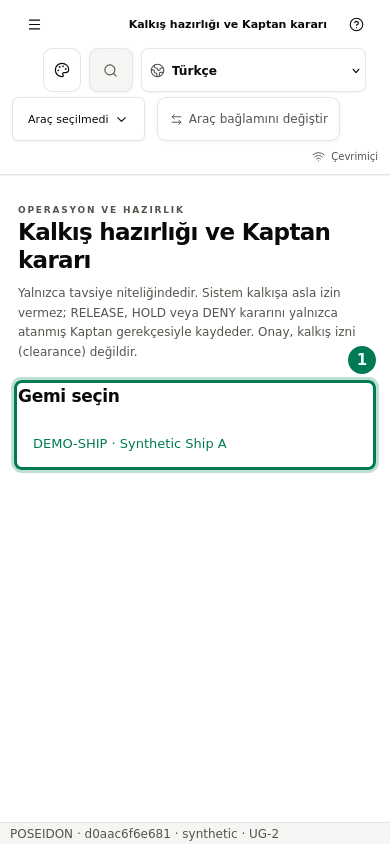 Kalkış hazırlığı ve Kaptan kararı
Türkçe
Araç seçilmedi
Araç bağlamını değiştir
Çevrimiçi
OPERASYON VE HAZIRLIK
Kalkış hazırlığı ve Kaptan
kararı
Yalnızca tavsiye niteliğindedir. Sistem kalkışa asla izin
vermez; RELEASE, HOLD veya DENY kararını yalnızca
atanmış Kaptan gerekçesiyle kaydeder. Onay, kalkış izni
(clearance) değildir.
1
Gemi seçin
DEMO-SHIP · Synthetic Ship A
POSEIDON · d0aac6f6e681 · synthetic · UG-2